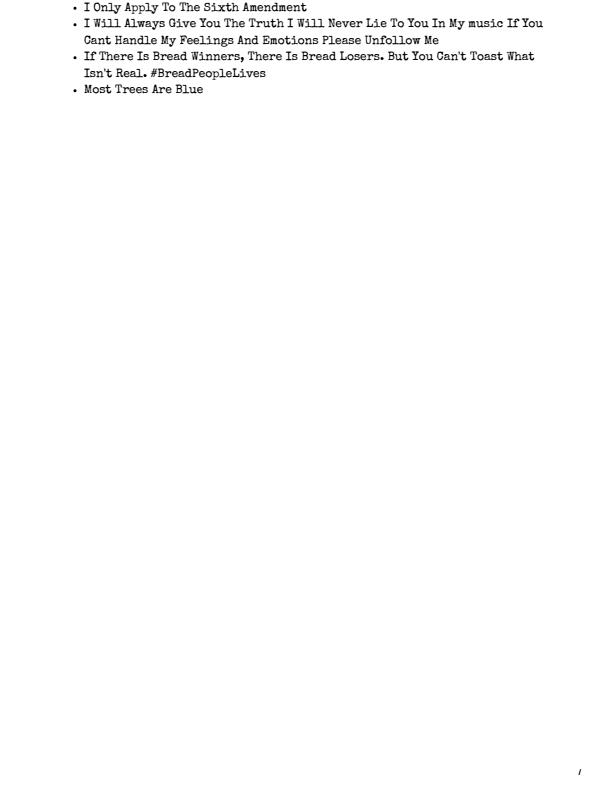 • I Only Apply To The Sixth Amendment
• I Will Always Give You The Truth I Will Never Lie To You In My music If You
Cant Handle My Feelings And Emotions Please Unfollow Me
• If There Is Bread Winners, There Is Bread Losers. But You Can't Toast What
Isn't Real. #BreadPeopleLives
• Most Trees Are Blue